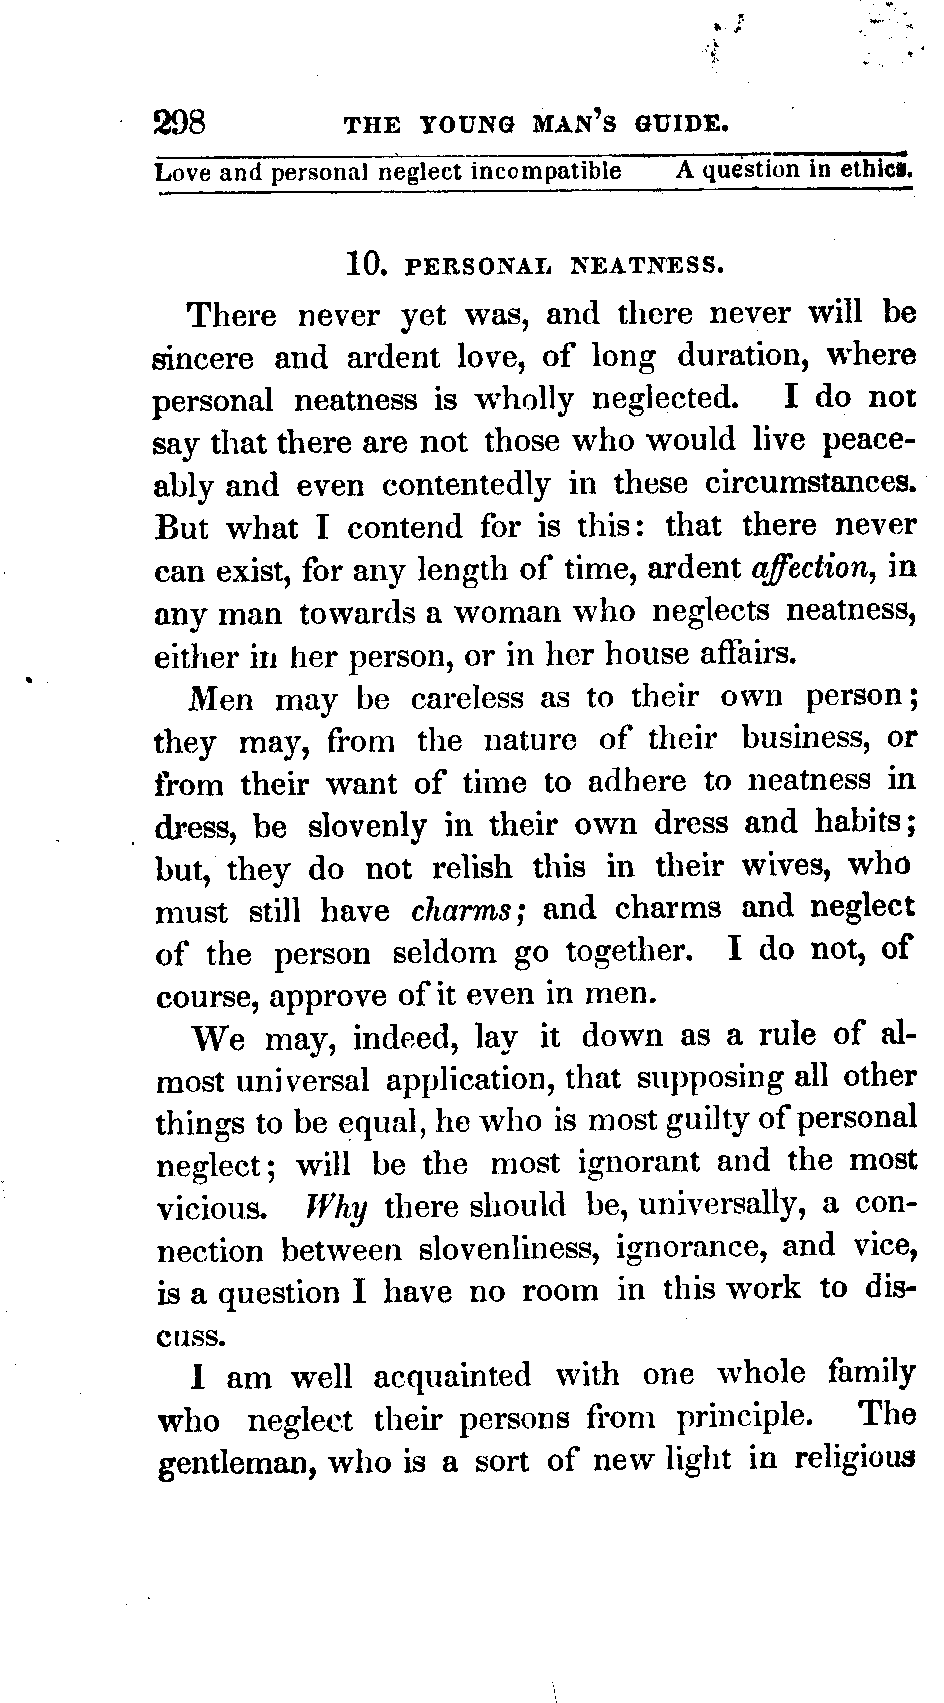 298 THE YOUNG MAN'S GUIDE.
Love and personal neglect incompatible A question in ethics.
10. PERSONAL NEATNESS.
There never yet was, and there never will be
sincere and ardent love, of long duration, where
personal neatness is wholly neglected. I do not
say that there are not those who would live peace-
ably and even contentedly in these circumstances.
But what I contend for is this: that there never
can exist, for any length of time, ardent affection, in
any man towards a woman who neglects neatness,
either in her person, or in her house affairs.
Men may be careless as to their own person;
they may, from the nature of their business, or
from their want of time to adhere to neatness in
dress, be slovenly in their own dress and habits;
but, they do not relish this in their wives, who
must still have charms; and charms and neglect
of the person seldom go together. I do not, of
course, approve of it even in men.
We may, indeed, lay it down as a rule of al-
most universal application, that supposing all other
things to be equal, he who is most guilty of personal
neglect; will be the most ignorant and the most
vicious. Why there should be, universally, a con-
nection between slovenliness, ignorance, and vice,
is a question I have no room in this work to dis-
cuss.
I am well acquainted with one whole family
who neglect their persons from principle. The
gentleman, who is a sort of new light in religious